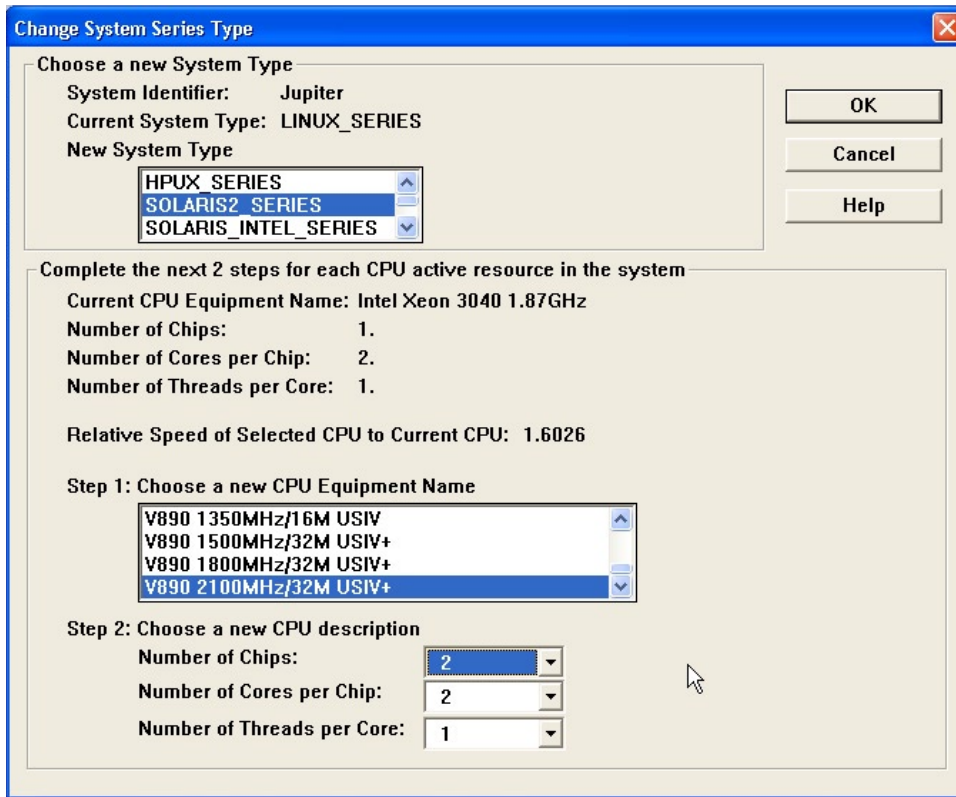 Change System Series Type
Choose a new System Type
System Identifier: Jupiter
Current System Type: LINUX_SERIES
New System Type
HPUX_SERIES
SOLARIS2_SERIES
SOLARIS_INTEL_SERIES
OK
Cancel
Help
Complete the next 2 steps for each CPU active resource in the system
Current CPU Equipment Name: Intel Xeon 3040 1.87GHz
Number of Chips: 1.
Number of Cores per Chip: 2.
Number of Threads per Core: 1.
Relative Speed of Selected CPU to Current CPU: 1.6026
Step 1: Choose a new CPU Equipment Name
V890 1350MHz/16M USIV
V890 1500MHz/32M USIV+
V890 1800MHz/32M USIV+
V890 2100MHz/32M USIV+
Step 2: Choose a new CPU description
Number of Chips: 2
Number of Cores per Chip: 2
Number of Threads per Core: 1